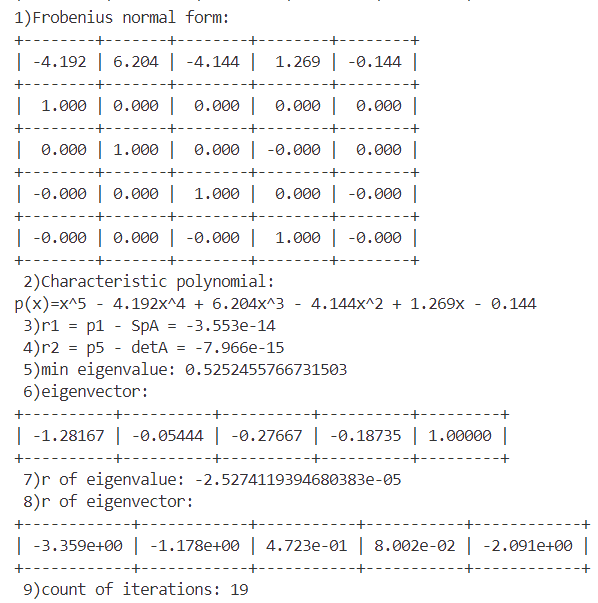 1)Frobenius normal form:
+--------+-------+--------+--------+--------+
| -4.192 | 6.204 | -4.144 |  1.269 | -0.144 |
+--------+-------+--------+--------+--------+
|  1.000 | 0.000 |  0.000 |  0.000 |  0.000 |
+--------+-------+--------+--------+--------+
|  0.000 | 1.000 |  0.000 | -0.000 |  0.000 |
+--------+-------+--------+--------+--------+
| -0.000 | 0.000 |  1.000 |  0.000 | -0.000 |
+--------+-------+--------+--------+--------+
| -0.000 | 0.000 | -0.000 |  1.000 | -0.000 |
+--------+-------+--------+--------+--------+
2)Characteristic polynomial:
p(x)=x^5 - 4.192x^4 + 6.204x^3 - 4.144x^2 + 1.269x - 0.144
3)r1 = p1 - SpA = -3.553e-14
4)r2 = p5 - detA = -7.966e-15
5)min eigenvalue: 0.5252455766731503
6)eigenvector:
+----------+----------+----------+----------+---------+
| -1.28167 | -0.05444 | -0.27667 | -0.18735 | 1.00000 |
+----------+----------+----------+----------+---------+
7)r of eigenvalue: -2.5274119394680383e-05
8)r of eigenvector:
+------------+------------+-----------+-----------+------------+
| -3.359e+00 | -1.178e+00 | 4.723e-01 | 8.002e-02 | -2.091e+00 |
+------------+------------+-----------+-----------+------------+
9)count of iterations: 19